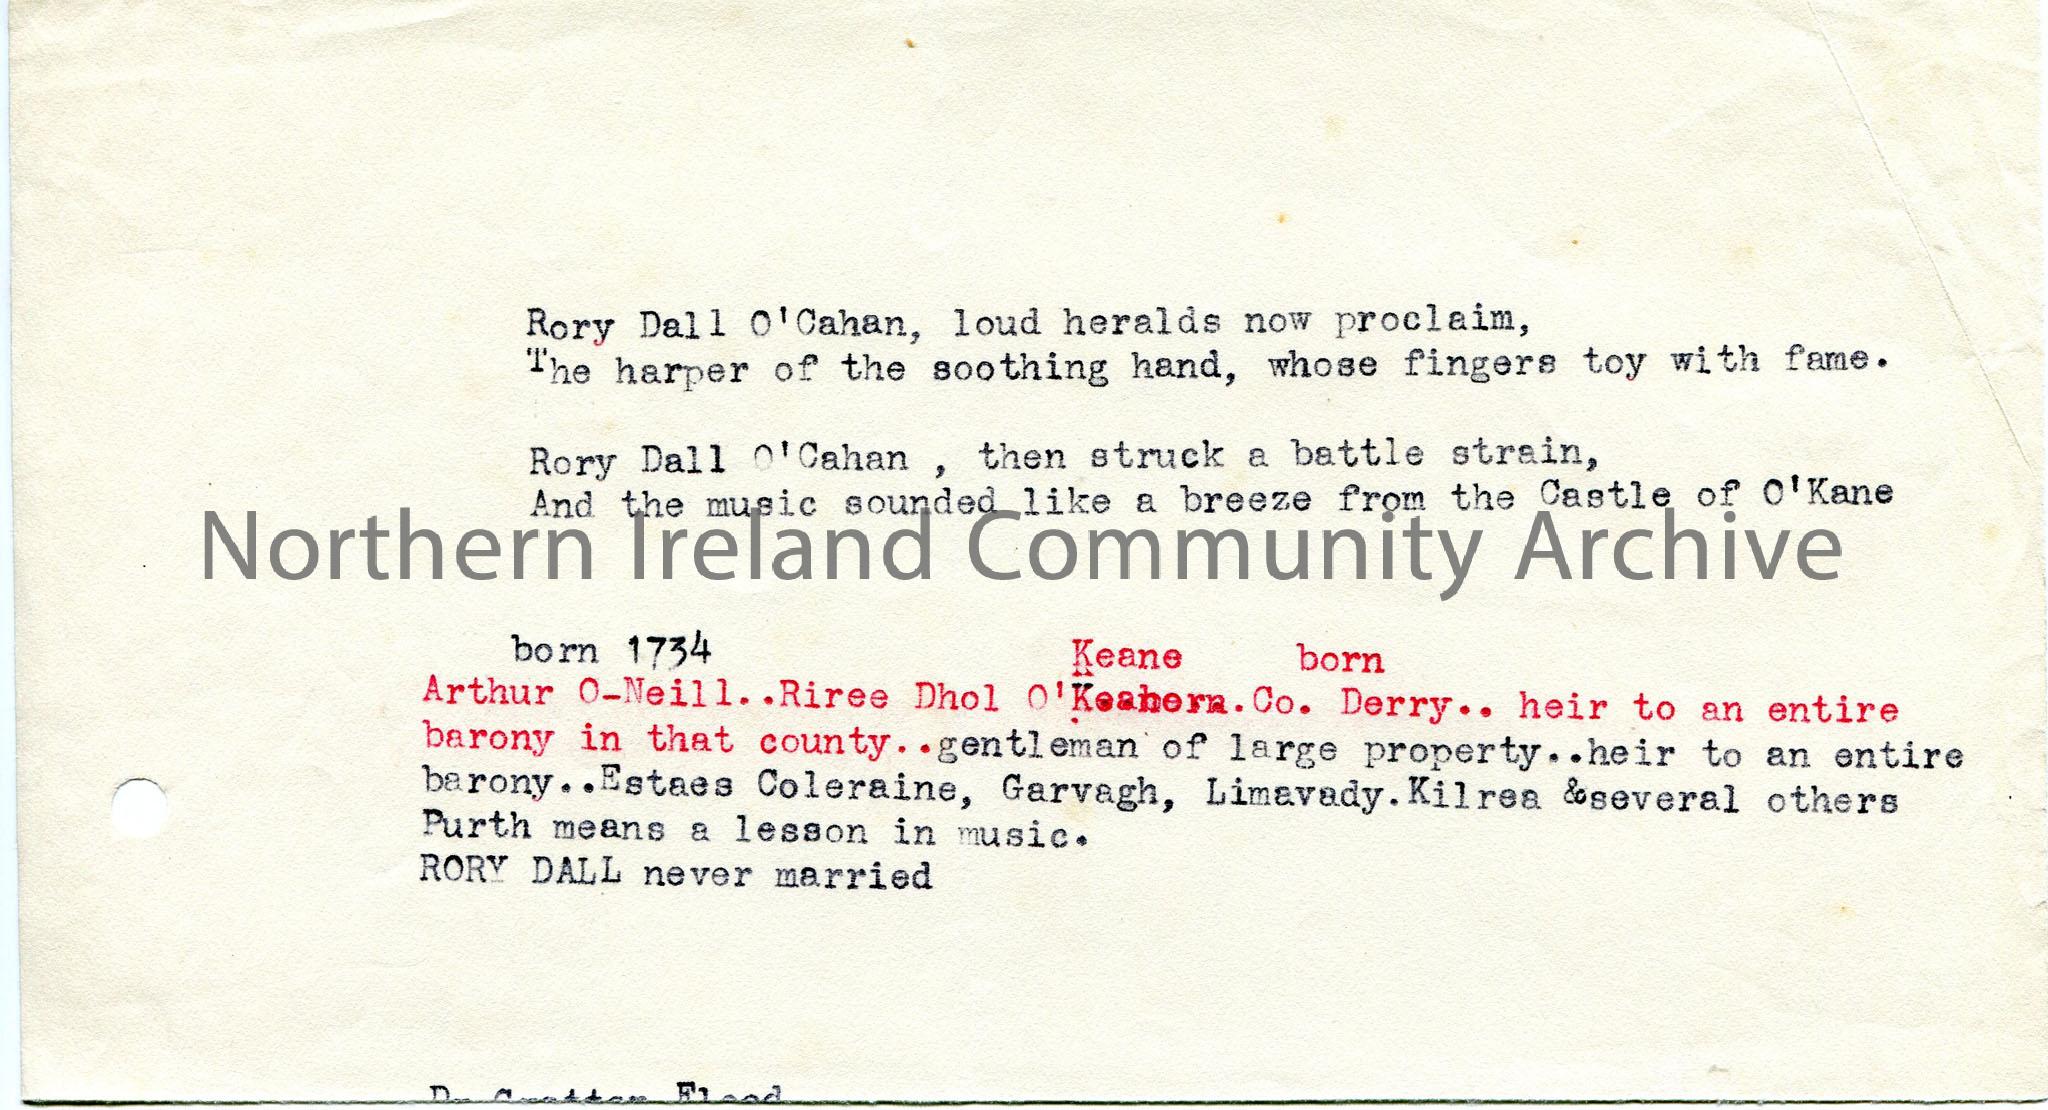 Rory Dall O'Cahan, loud heralds now proclaim,
The harper of the soothing hand, whose fingers toy with fame.
Rory Dall O'Cahan , then struck a battle strain,
And the music sounded like a breeze from the Castle of O'Kane
Northern Ireland Community Archive
born 1734 Keane born
Arthur O-Neill..Riree Dhol O' .Co. Derry.. heir to an entire
barony in that county..gentleman of large property..heir to an entire
barony..Estaes Coleraine, Garvagh, Limavady.Kilrea &several others
Purth means a lesson in music.
RORY DALL never married
Dr Grattan Flood